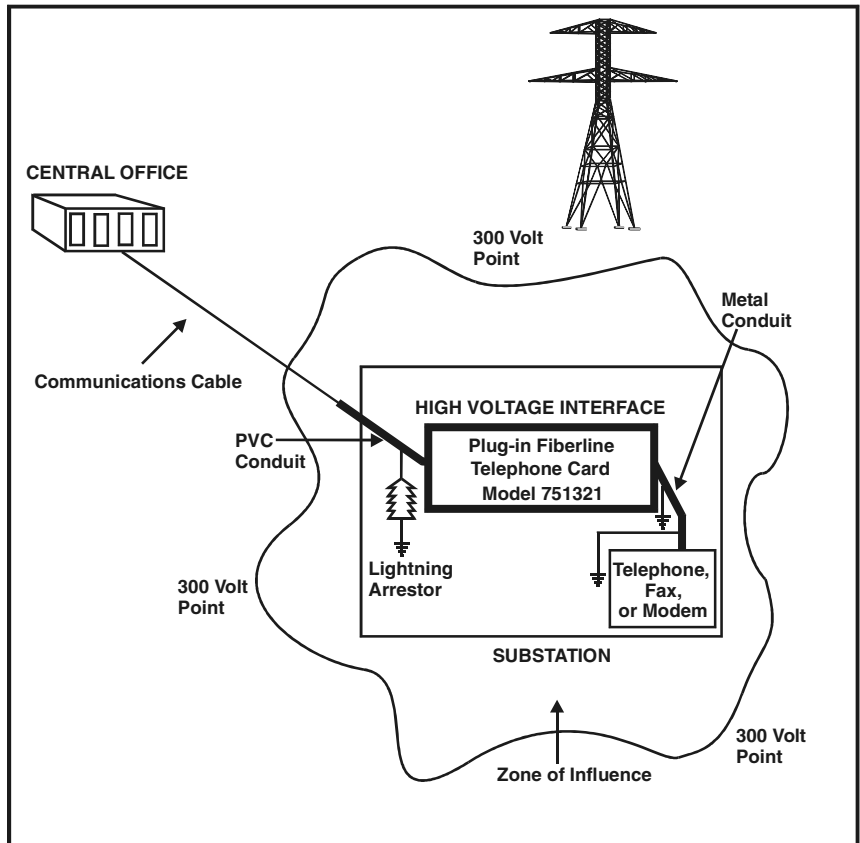 CENTRAL OFFICE
300 Volt
Point
Metal
Conduit
Communications Cable
HIGH VOLTAGE INTERFACE
PVC
Conduit
Plug-in Fiberline
Telephone Card
Model 751321
Lightning
Arrestor
Telephone,
Fax,
or Modem
300 Volt
Point
SUBSTATION
300 Volt
Point
Zone of Influence